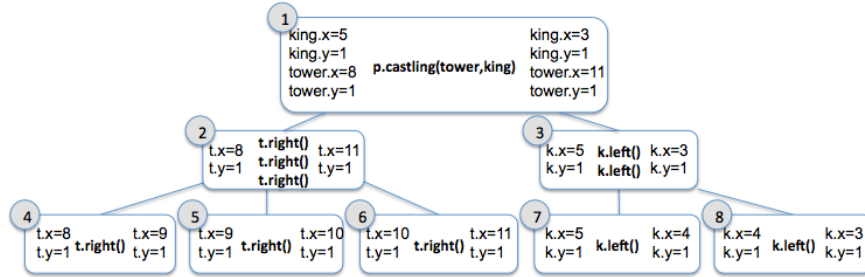 1
king.x=5
king.y=1
tower.x=8
tower.y=1
p.castling(tower,king)
king.x=3
king.y=1
tower.x=11
tower.y=1
2
t.x=8
t.y=1
t.right()
t.right()
t.right()
t.x=11
t.y=1
3
k.x=5
k.y=1
k.left()
k.left()
k.x=3
k.y=1
4
t.x=8
t.y=1
t.right()
t.x=9
t.y=1
5
t.x=9
t.y=1
t.right()
t.x=10
t.y=1
6
t.x=10
t.y=1
t.right()
t.x=11
t.y=1
7
k.x=5
k.y=1
k.left()
k.x=4
k.y=1
8
k.x=4
k.y=1
k.left()
k.x=3
k.y=1